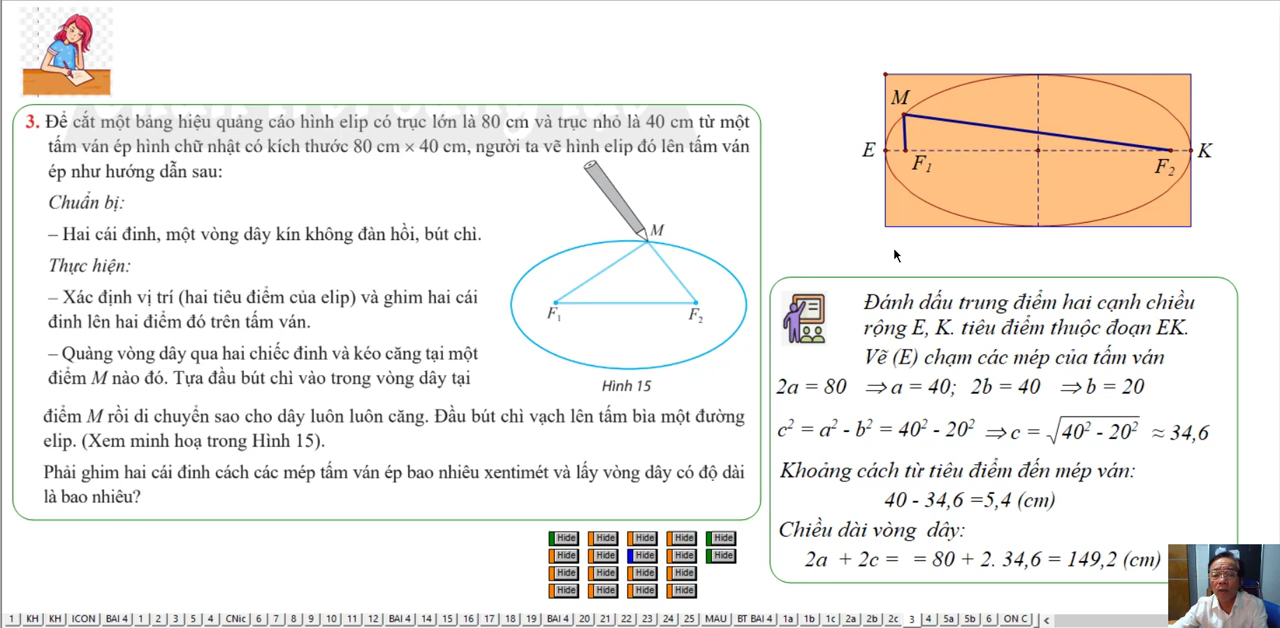 3. Để cắt một bảng hiệu quảng cáo hình elip có trục lớn là 80 cm và trục nhỏ là 40 cm từ một
tấm ván ép hình chữ nhật có kích thước 80 cm × 40 cm, người ta vẽ hình elip đó lên tấm ván
ép như hướng dẫn sau:
Chuẩn bị:
– Hai cái đinh, một vòng dây kín không đàn hồi, bút chì.
Thực hiện:
– Xác định vị trí (hai tiêu điểm của elip) và ghim hai cái
đinh lên hai điểm đó trên tấm ván.
– Quàng vòng dây qua hai chiếc đinh và kéo căng tại một
điểm M nào đó. Tựa đầu bút chì vào trong vòng dây tại
điểm M rồi di chuyển sao cho dây luôn luôn căng. Đầu bút chì vạch lên tấm bìa một đường
elip. (Xem minh hoạ trong Hình 15).
Phải ghim hai cái đinh cách các mép tấm ván ép bao nhiêu xentimét và lấy vòng dây có độ dài
là bao nhiêu?
M
F₁ F₂
Hình 15
M
E F₁ F₂ K
Đánh dấu trung điểm hai cạnh chiều
rộng E, K. tiêu điểm thuộc đoạn EK.
Vẽ (E) chạm các mép của tấm ván
2a = 80 ⇒ a = 40; 2b = 40 ⇒ b = 20
c² = a² - b² = 40² - 20² ⇒ c = √(40² - 20²) ≈ 34,6
Khoảng cách từ tiêu điểm đến mép ván:
40 - 34,6 =5,4 (cm)
Chiều dài vòng dây:
2a + 2c = = 80 + 2. 34,6 = 149,2 (cm)
Hide Hide Hide Hide Hide
Hide Hide Hide Hide Hide
Hide Hide Hide Hide
Hide Hide Hide Hide
1 KH KH ICON BAI 4 1 2 3 5 4 CNic 6 7 8 9 10 11 12 BAI 4 14 15 16 17 18 19 BAI 4 20 21 22 23 24 25 MAU BT BAI 4 1a 1b 1c 2a 2b 2c 3 4 5a 5b 6 ON C